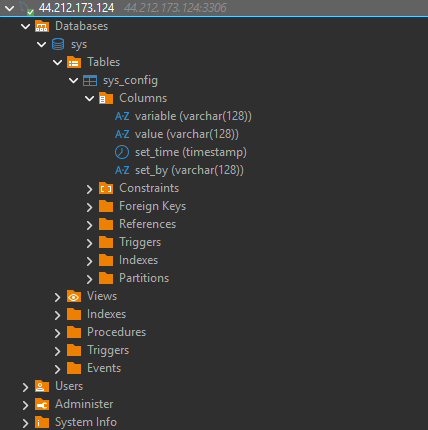 44.212.173.124 44.212.173.124:3306
Databases
sys
Tables
sys_config
Columns
A-Z variable (varchar(128))
A-Z value (varchar(128))
set_time (timestamp)
A-Z set_by (varchar(128))
Constraints
Foreign Keys
References
Triggers
Indexes
Partitions
Views
Indexes
Procedures
Triggers
Events
Users
Administer
System Info